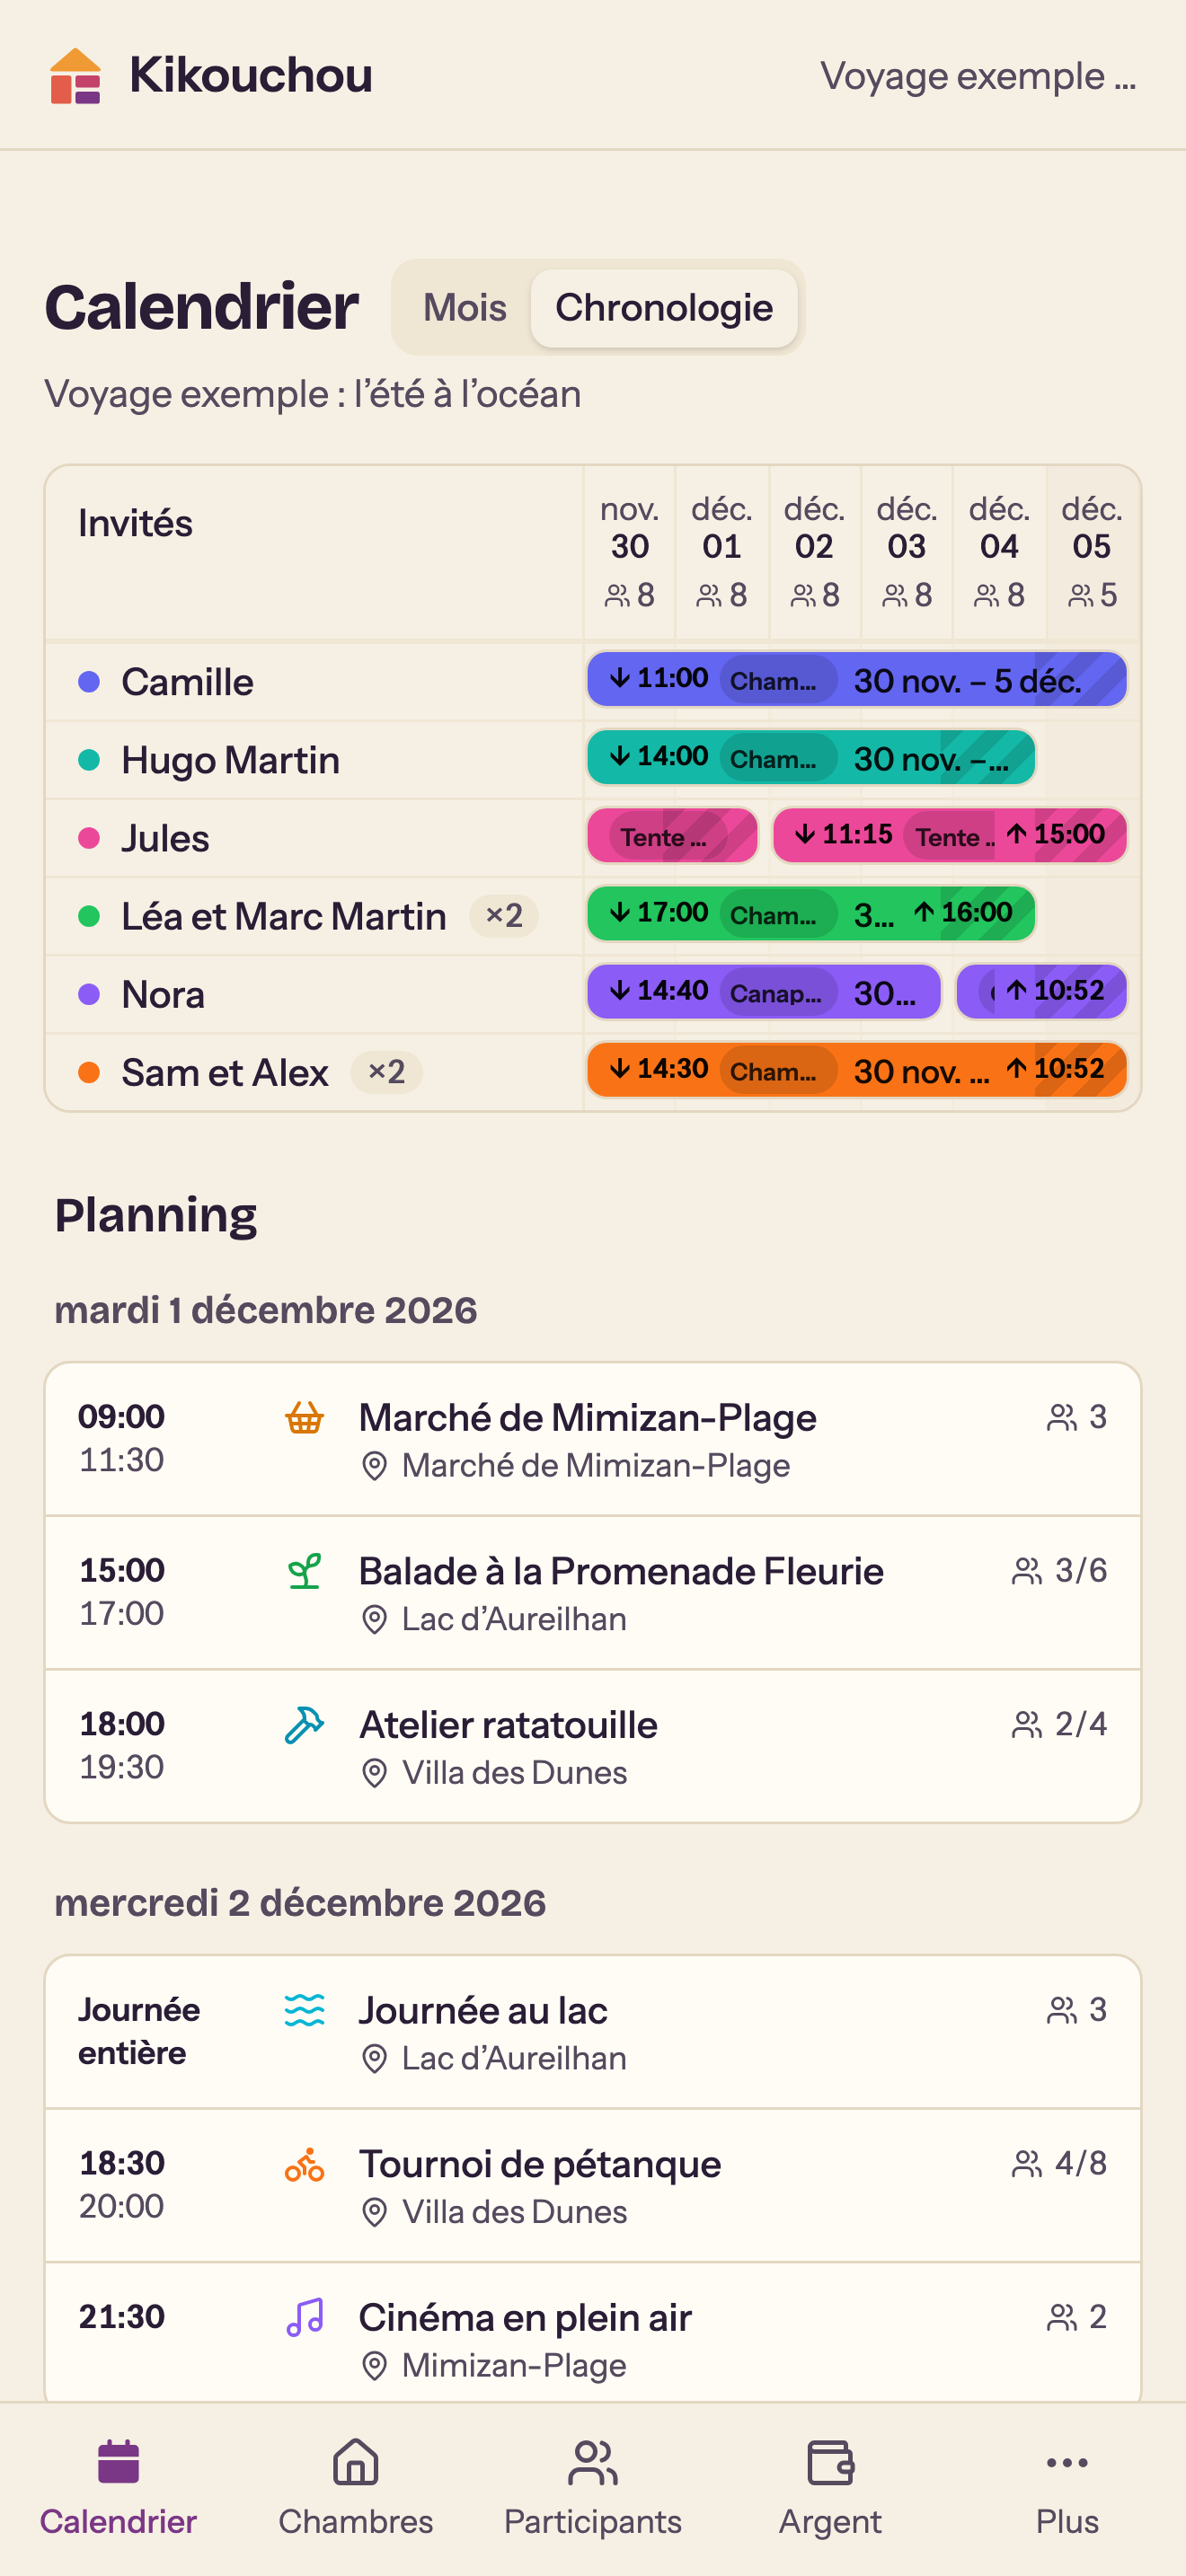 Kikouchou
Voyage exemple ...
Calendrier
Mois
Chronologie
Voyage exemple : l’été à l’océan
Invités
nov. déc. déc. déc. déc. déc.
30 01 02 03 04 05
8 8 8 8 8 5
Camille
↓ 11:00 Cham... 30 nov. – 5 déc.
Hugo Martin
↓ 14:00 Cham... 30 nov. –...
Jules
Tente ... ↓ 11:15 Tente .. ↑ 15:00
Léa et Marc Martin ×2
↓ 17:00 Cham... 3... ↑ 16:00
Nora
↓ 14:40 Canap... 30... ↑ 10:52
Sam et Alex ×2
↓ 14:30 Cham... 30 nov. ... ↑ 10:52
Planning
mardi 1 décembre 2026
09:00 Marché de Mimizan-Plage 3
11:30 Marché de Mimizan-Plage
15:00 Balade à la Promenade Fleurie 3/6
17:00 Lac d’Aureilhan
18:00 Atelier ratatouille 2/4
19:30 Villa des Dunes
mercredi 2 décembre 2026
Journée Journée au lac 3
entière Lac d’Aureilhan
18:30 Tournoi de pétanque 4/8
20:00 Villa des Dunes
21:30 Cinéma en plein air 2
Mimizan-Plage
Calendrier
Chambres
Participants
Argent
Plus